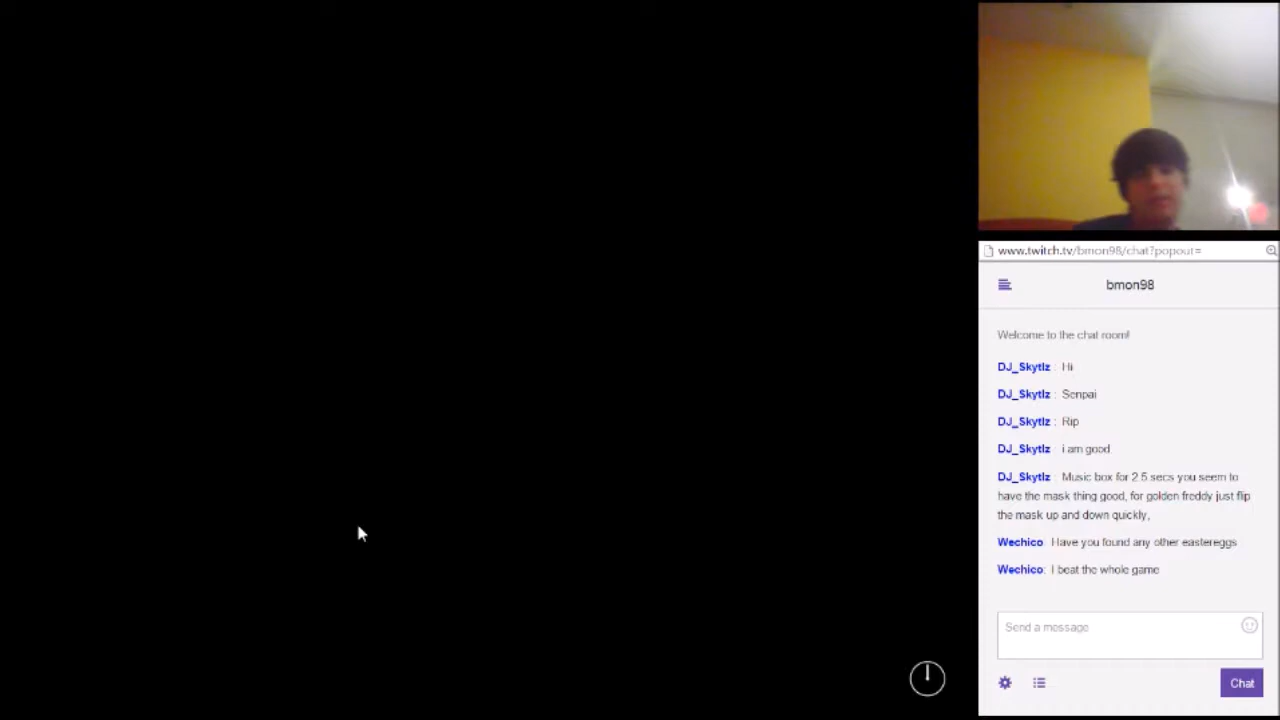 www.twitch.tv/bmon98/chat?popout=
bmon98
Welcome to the chat room!
DJ_Skytlz : Hi
DJ_Skytlz : Senpai
DJ_Skytlz : Rip
DJ_Skytlz : i am good
DJ_Skytlz : Music box for 2.5 secs you seem to
have the mask thing good, for golden freddy just flip
the mask up and down quickly,
Wechico: Have you found any other eastereggs
Wechico: I beat the whole game
Send a message
Chat